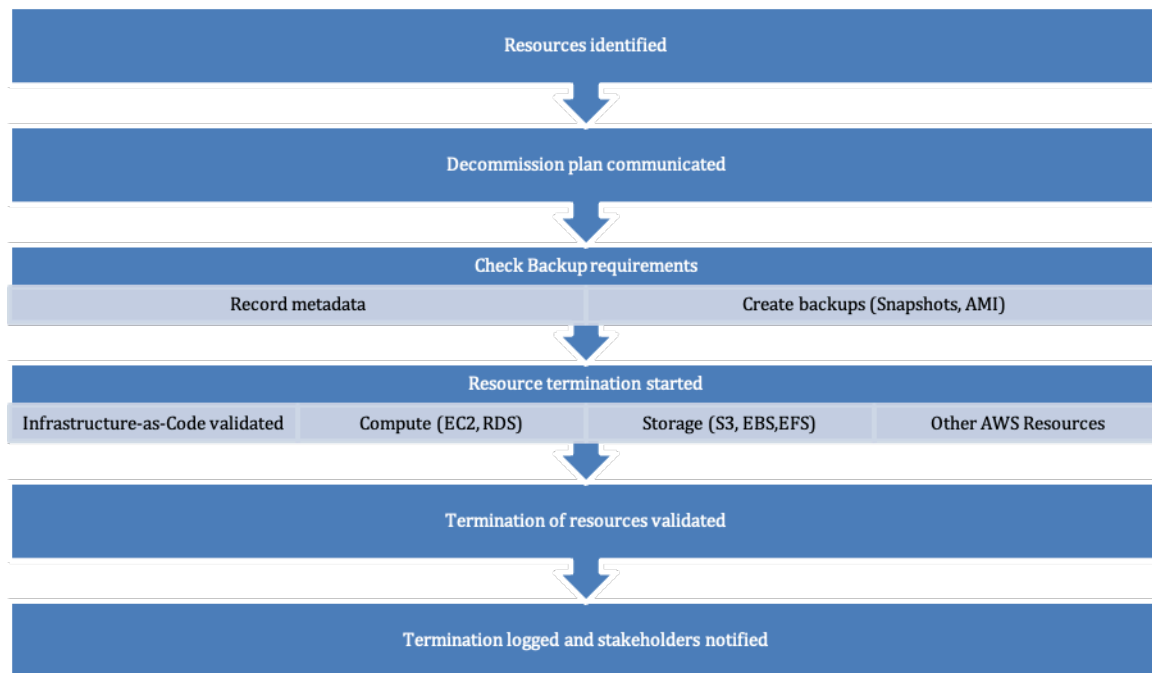 Resources identified
Decommission plan communicated
Check Backup requirements
Record metadata
Create backups (Snapshots, AMI)
Resource termination started
Infrastructure-as-Code validated
Compute (EC2, RDS)
Storage (S3, EBS,EFS)
Other AWS Resources
Termination of resources validated
Termination logged and stakeholders notified